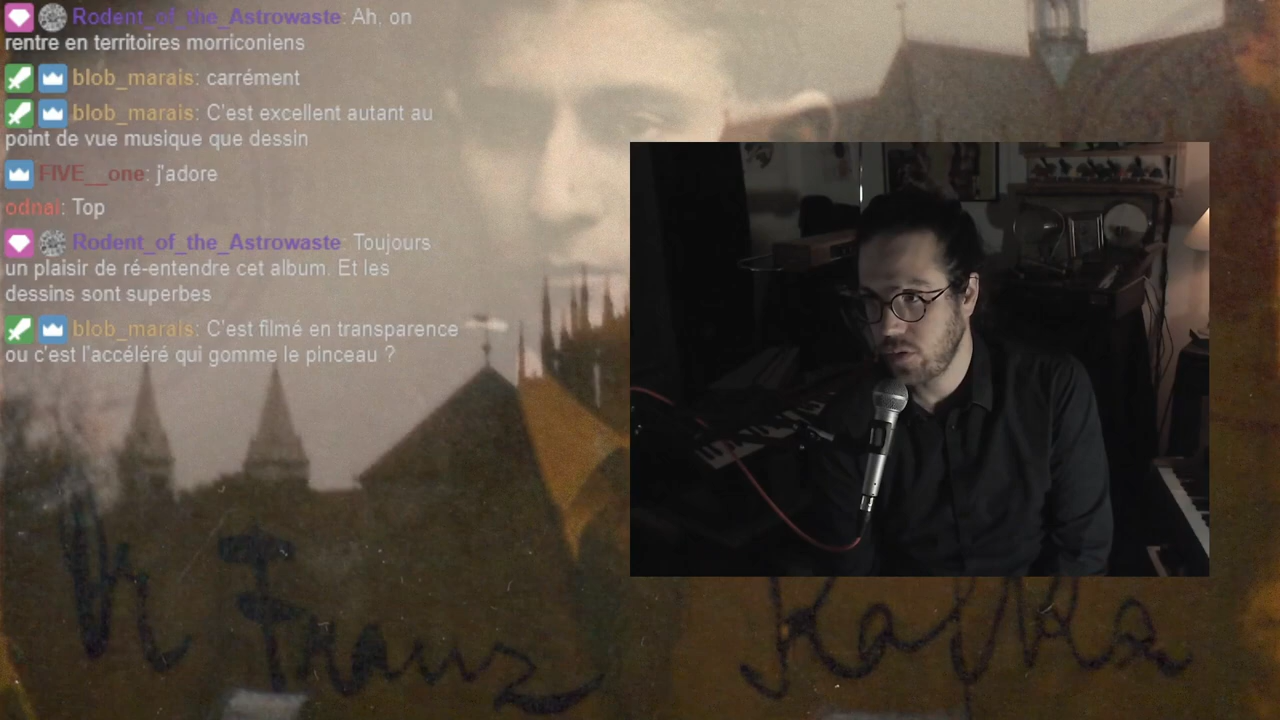 Rodent_of_the_Astrowaste: Ah, on
rentre en territoires morriconiens
blob_marais: carrément
blob_marais: C'est excellent autant au
point de vue musique que dessin
FIVE__one: j'adore
odnai: Top
Rodent_of_the_Astrowaste: Toujours
un plaisir de ré-entendre cet album. Et les
dessins sont superbes
blob_marais: C'est filmé en transparence
ou c'est l'accéléré qui gomme le pinceau ?
Dr Franz Kafka